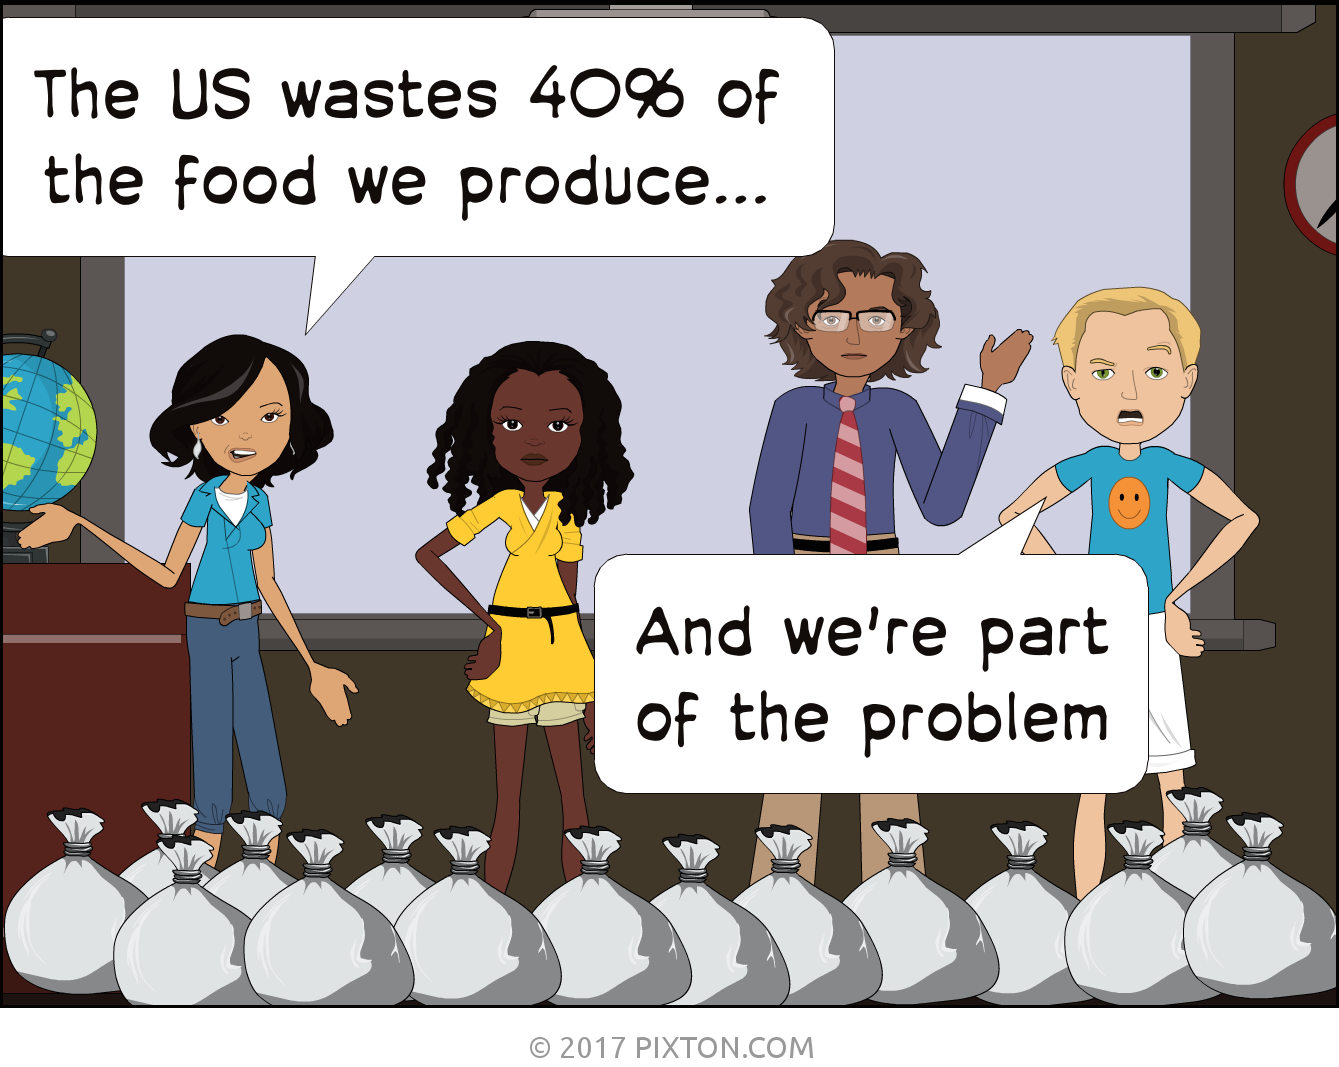 The US wastes 40% of
the food we produce...
And we're part
of the problem
© 2017 PIXTON.COM